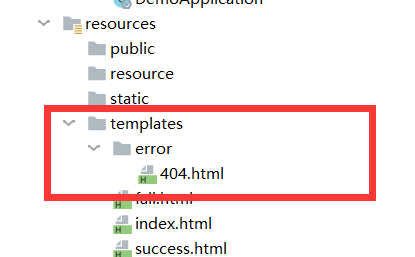 DemoApplication
resources
public
resource
static
templates
error
404.html
fail.html
index.html
success.html